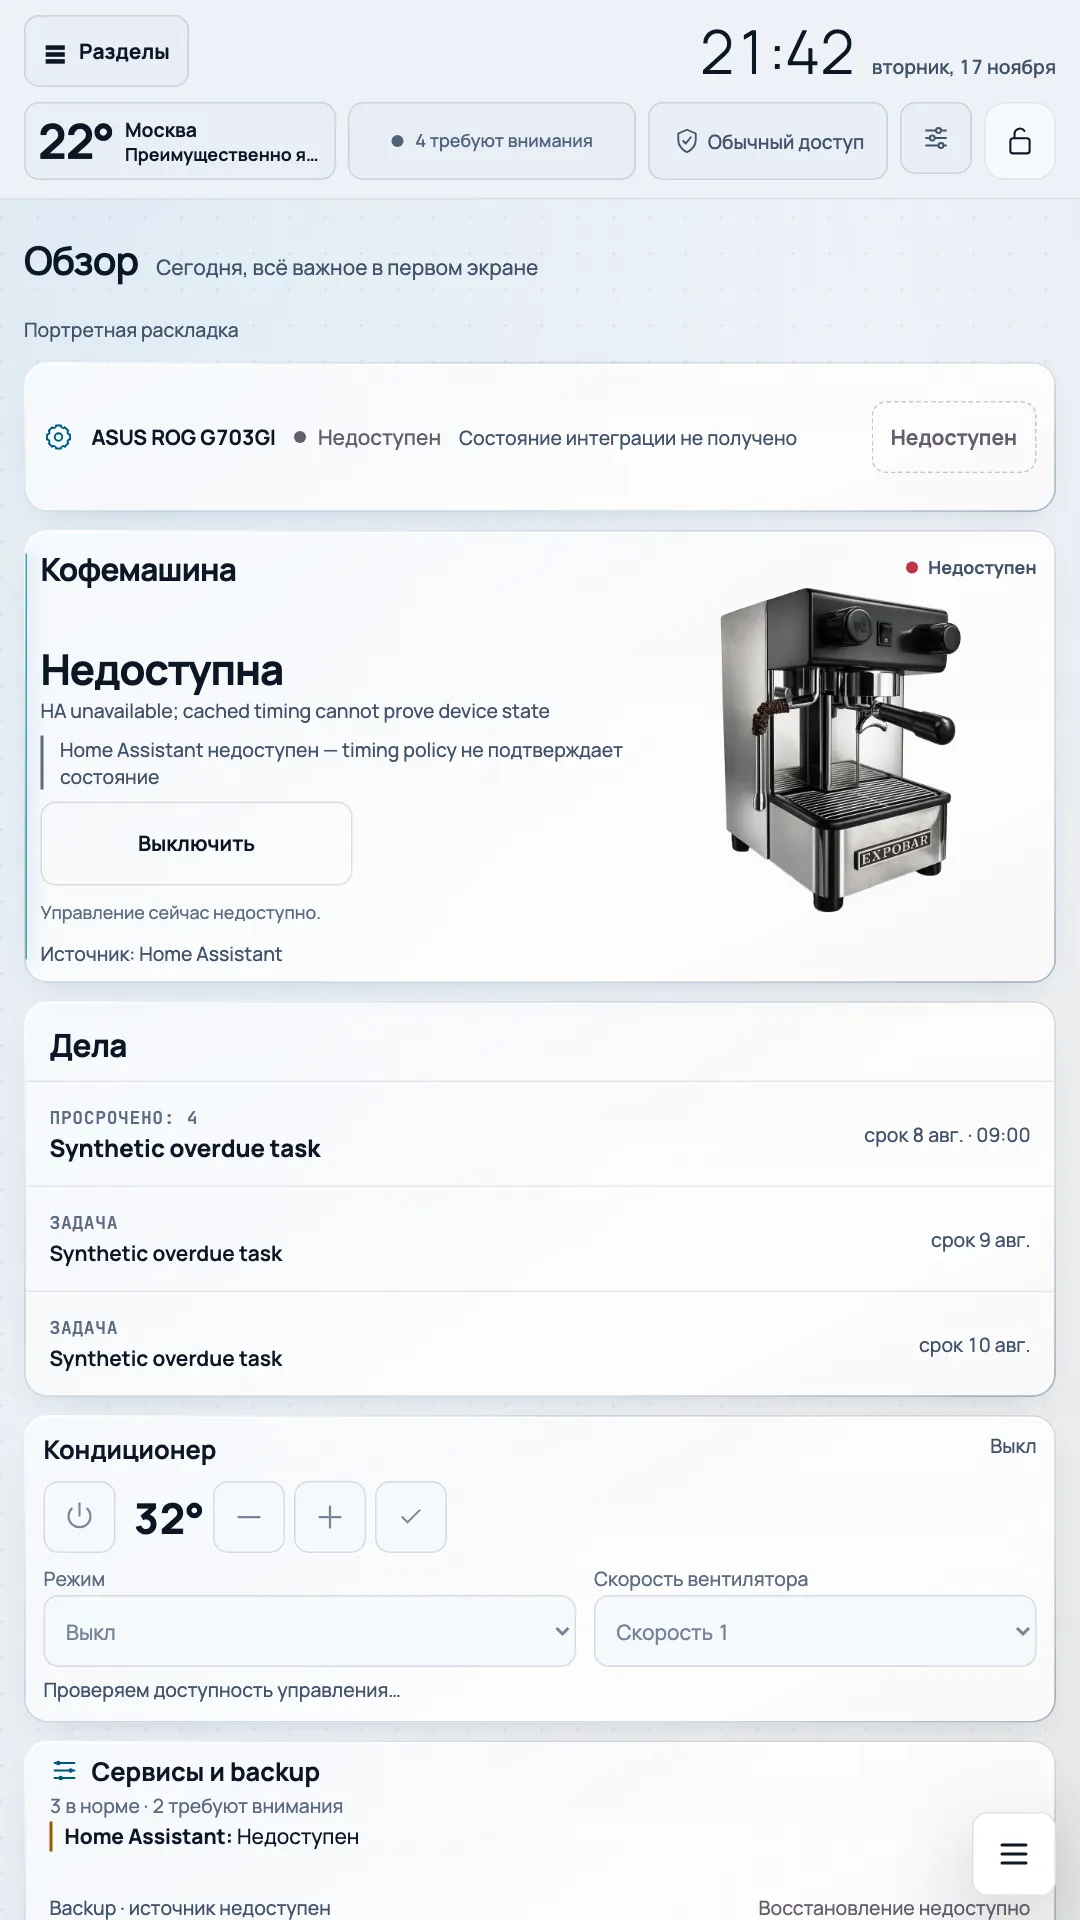 Разделы
21:42 вторник, 17 ноября
22° Москва
Преимущественно я...
4 требуют внимания
Обычный доступ
Обзор Сегодня, всё важное в первом экране
Портретная раскладка
ASUS ROG G703GI Недоступен Состояние интеграции не получено Недоступен
Кофемашина
Недоступен
Недоступна
HA unavailable; cached timing cannot prove device state
Home Assistant недоступен — timing policy не подтверждает
состояние
Выключить
Управление сейчас недоступно.
Источник: Home Assistant
EXPOBAR
Дела
ПРОСРОЧЕНО: 4
Synthetic overdue task
срок 8 авг. · 09:00
ЗАДАЧА
Synthetic overdue task
срок 9 авг.
ЗАДАЧА
Synthetic overdue task
срок 10 авг.
Кондиционер
Выкл
32°
Режим
Скорость вентилятора
Выкл
Скорость 1
Проверяем доступность управления...
Сервисы и backup
3 в норме · 2 требуют внимания
Home Assistant: Недоступен
Backup · источник недоступен
Восстановление недоступно